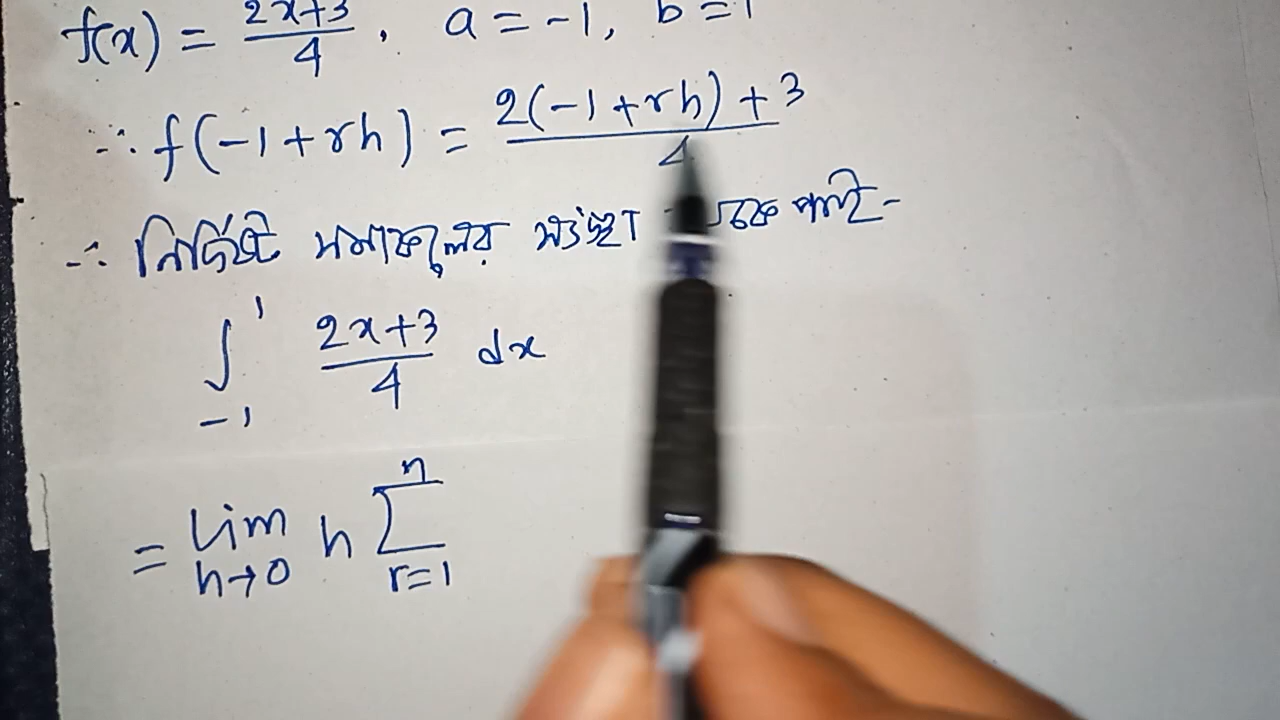 f(x) = (2x+3)/4 . a = -1, b = 1
∴ f(-1+rh) = (2(-1+rh)+3)/4
∴ নির্দিষ্ট সমাকলের সংজ্ঞা থেকে পাই-
∫_{-1}^{1} (2x+3)/4 dx
= lim_{h→0} h ∑_{r=1}^{n}